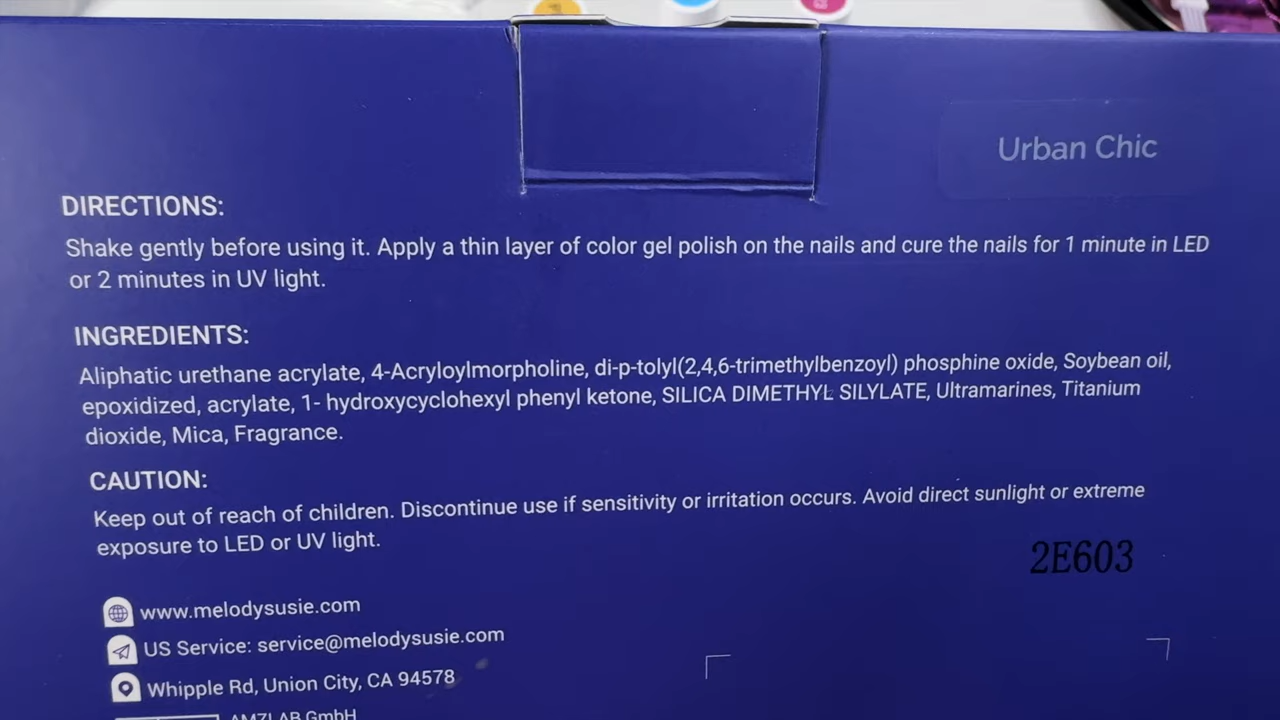 Urban Chic
DIRECTIONS:
Shake gently before using it. Apply a thin layer of color gel polish on the nails and cure the nails for 1 minute in LED
or 2 minutes in UV light.
INGREDIENTS:
Aliphatic urethane acrylate, 4-Acryloylmorpholine, di-p-tolyl(2,4,6-trimethylbenzoyl) phosphine oxide, Soybean oil,
epoxidized, acrylate, 1- hydroxycyclohexyl phenyl ketone, SILICA DIMETHYL SILYLATE, Ultramarines, Titanium
dioxide, Mica, Fragrance.
CAUTION:
Keep out of reach of children. Discontinue use if sensitivity or irritation occurs. Avoid direct sunlight or extreme
exposure to LED or UV light.
2E603
www.melodysusie.com
US Service: service@melodysusie.com
Whipple Rd, Union City, CA 94578
AMZLAB GmbH